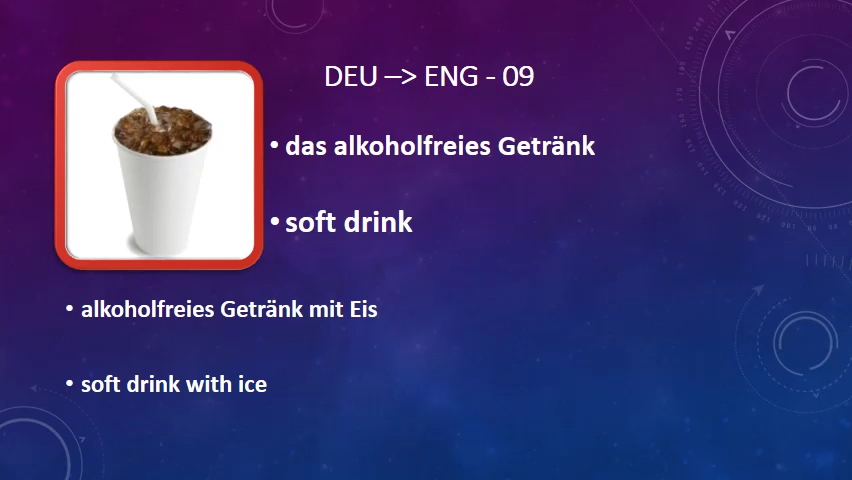 DEU –> ENG - 09
• das alkoholfreies Getränk
• soft drink
• alkoholfreies Getränk mit Eis
• soft drink with ice